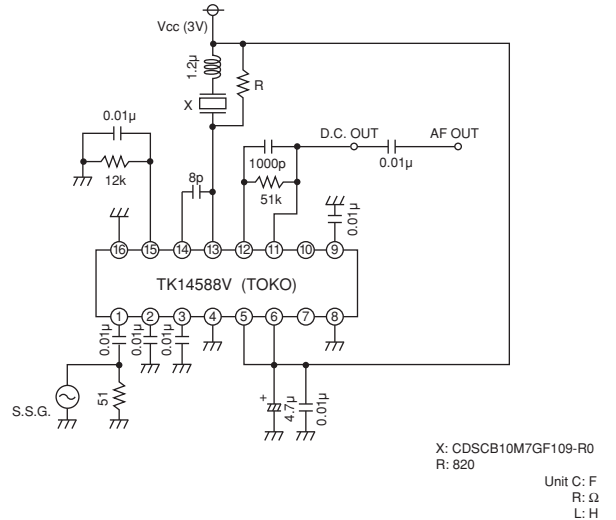 Vcc (3V)
1.2μ
R
X
0.01μ
12k
8p
1000p
51k
D.C. OUT
0.01μ
AF OUT
0.01μ
16
15
14
13
12
11
10
9
TK14588V (TOKO)
1
2
3
4
5
6
7
8
0.01μ
0.01μ
0.01μ
S.S.G.
51
+
4.7μ
0.01μ
X: CDSCB10M7GF109-R0
R: 820
Unit C: F
R: Ω
L: H